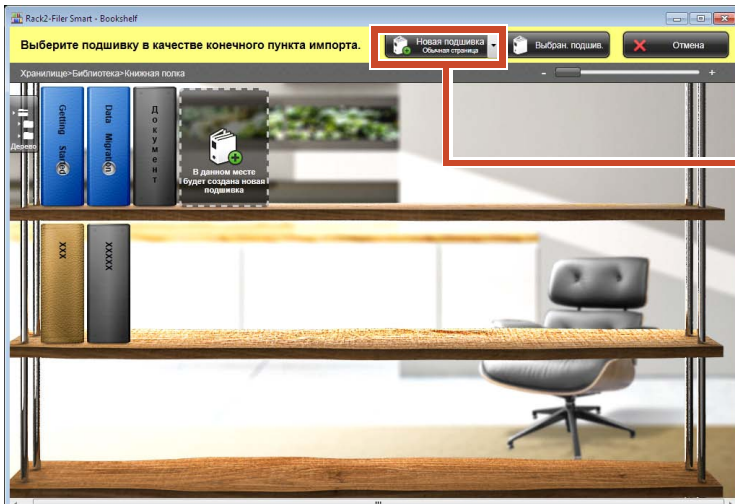 Rack2-Filer Smart - Bookshelf
Выберите подшивку в качестве конечного пункта импорта.
Новая подшивка
Обычная страница
Выбран. подшив.
Отмена
Хранилище>Библиотека>Книжная полка
- +
Дерево
Getting Started
Data Migration
Документ
В данном месте
будет создана новая
подшивка
XXX
XXXXX